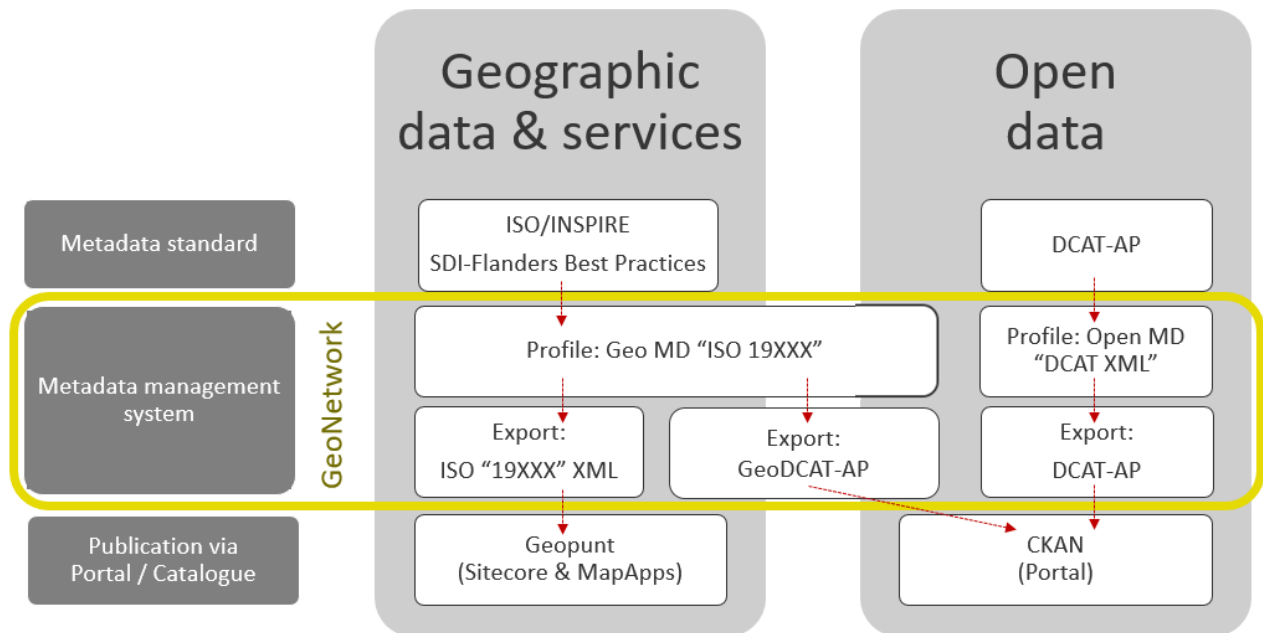 Geographic
data & services
Open
data
Metadata standard
ISO/INSPIRE
SDI-Flanders Best Practices
DCAT-AP
Metadata management
system
GeoNetwork
Profile: Geo MD “ISO 19XXX”
Profile: Open MD
“DCAT XML”
Export:
ISO “19XXX” XML
Export:
GeoDCAT-AP
Export:
DCAT-AP
Publication via
Portal / Catalogue
Geopunt
(Sitecore & MapApps)
CKAN
(Portal)